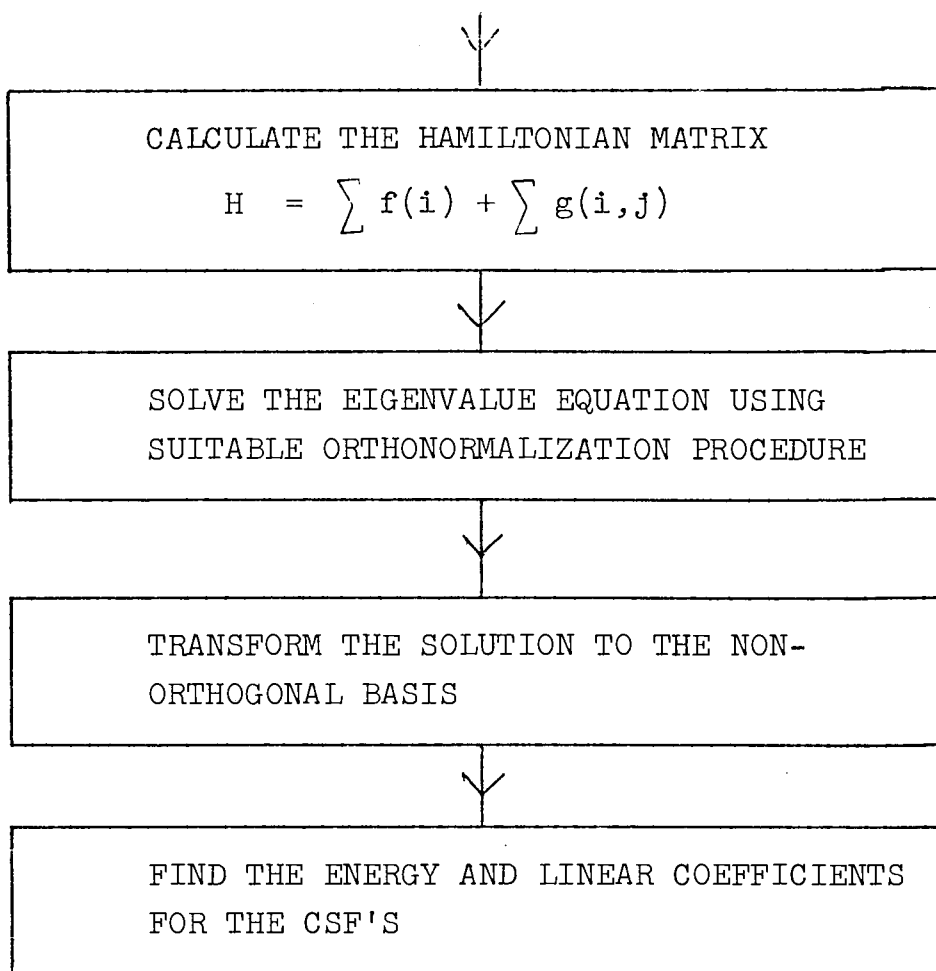 CALCULATE THE HAMILTONIAN MATRIX
H = ∑ f(i) + ∑ g(i,j)
SOLVE THE EIGENVALUE EQUATION USING
SUITABLE ORTHONORMALIZATION PROCEDURE
TRANSFORM THE SOLUTION TO THE NON-
ORTHOGONAL BASIS
FIND THE ENERGY AND LINEAR COEFFICIENTS
FOR THE CSF'S